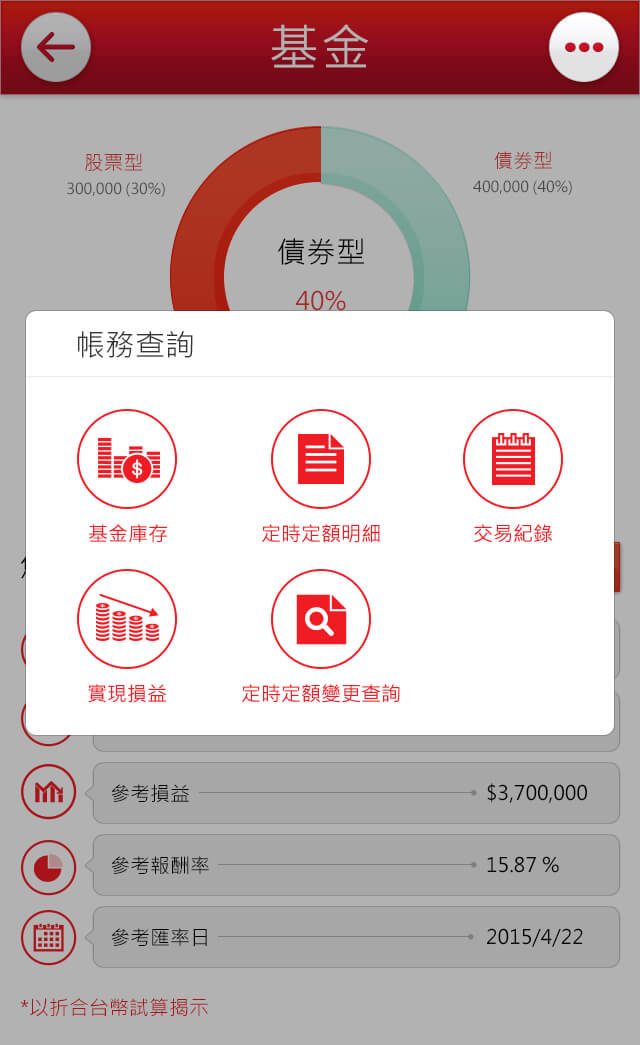 基金
股票型
300,000 (30%)
債券型
400,000 (40%)
債券型
40%
帳務查詢
基金庫存
定時定額明細
交易紀錄
實現損益
定時定額變更查詢
參考損益 $3,700,000
參考報酬率 15.87 %
參考匯率日 2015/4/22
*以折合台幣試算揭示